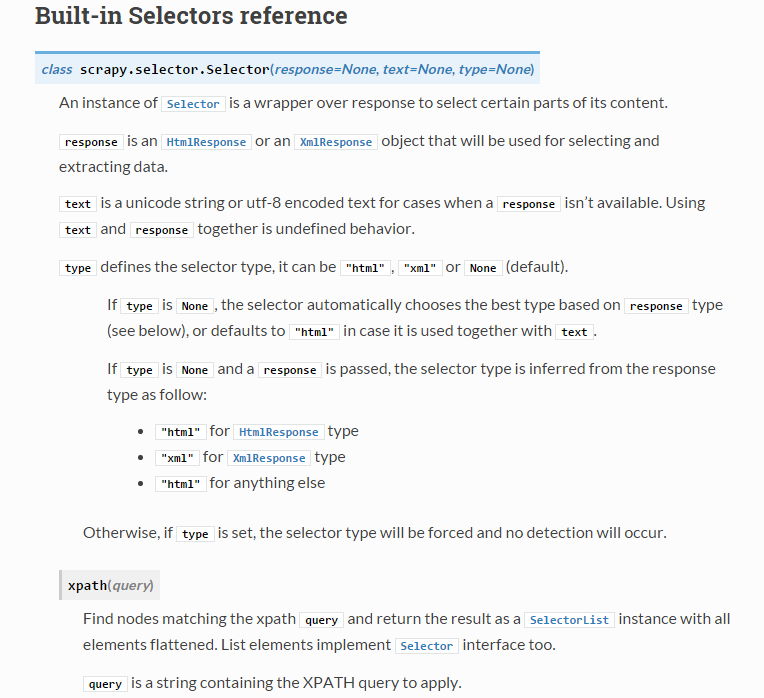 Built-in Selectors reference
class scrapy.selector.Selector(response=None, text=None, type=None)
An instance of Selector is a wrapper over response to select certain parts of its content.
response is an HtmlResponse or an XmlResponse object that will be used for selecting and
extracting data.
text is a unicode string or utf-8 encoded text for cases when a response isn’t available. Using
text and response together is undefined behavior.
type defines the selector type, it can be "html", "xml" or None (default).
If type is None, the selector automatically chooses the best type based on response type
(see below), or defaults to "html" in case it is used together with text.
If type is None and a response is passed, the selector type is inferred from the response
type as follow:
• "html" for HtmlResponse type
• "xml" for XmlResponse type
• "html" for anything else
Otherwise, if type is set, the selector type will be forced and no detection will occur.
xpath(query)
Find nodes matching the xpath query and return the result as a SelectorList instance with all
elements flattened. List elements implement Selector interface too.
query is a string containing the XPATH query to apply.